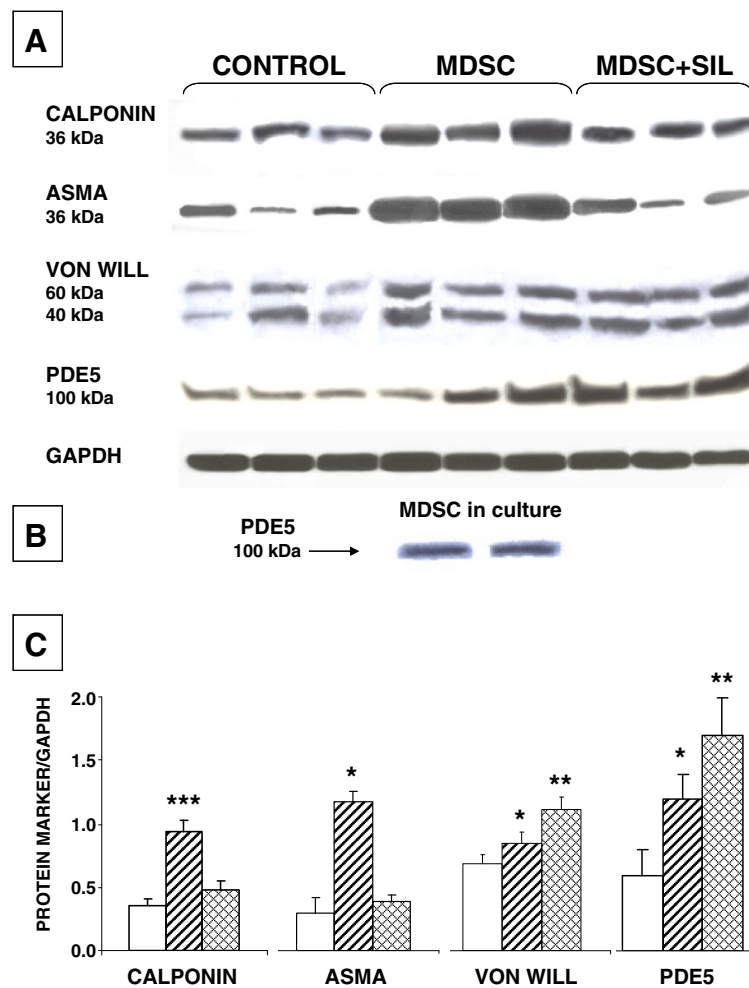 A
CONTROL MDSC MDSC+SIL
CALPONIN
36 kDa
ASMA
36 kDa
VON WILL
60 kDa
40 kDa
PDE5
100 kDa
GAPDH
B
MDSC in culture
PDE5
100 kDa
C
PROTEIN MARKER/GAPDH
2.0
1.5
1.0
0.5
0.0
***
*
*
**
*
**
CALPONIN ASMA VON WILL PDE5